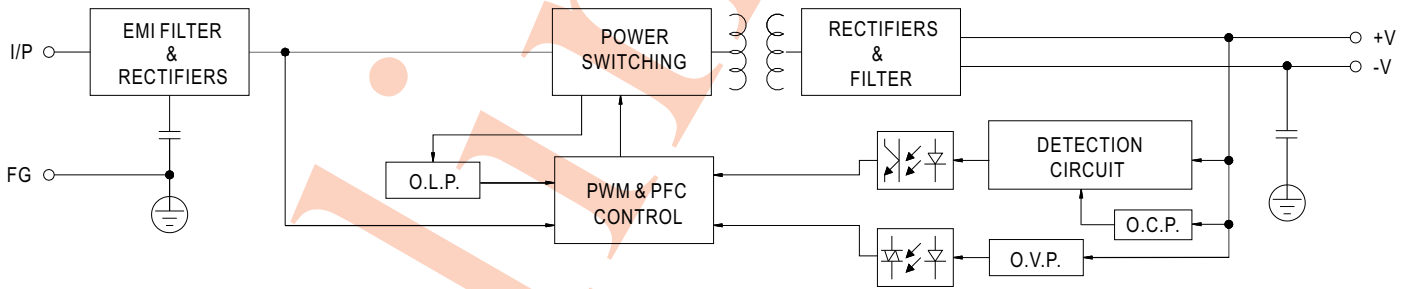 EMI FILTER
&
RECTIFIERS
I/P
POWER
SWITCHING
RECTIFIERS
&
FILTER
+V
-V
FG
O.L.P.
PWM & PFC
CONTROL
DETECTION
CIRCUIT
O.C.P.
O.V.P.